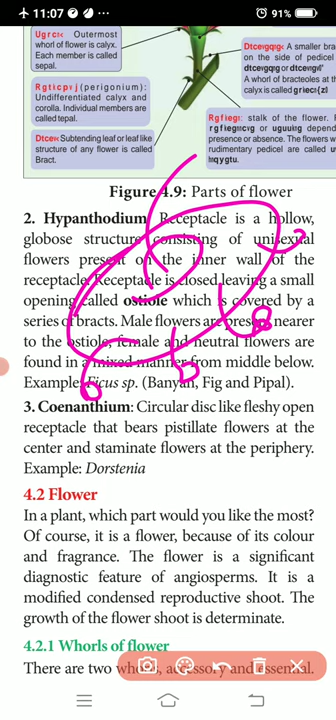 11:07
91%
Ugrcn Outermost
whorl of flower is calyx.
Each member is called
sepal.
Rgtkcpvj (perigonium):
Undifferentiated calyx and
corolla. Individual members
are called tepal.
Subtending leaf or leaf like
structure of any flower is called
Bract.
A smaller bra
on the side of pedicel
A whorl of bracteoles at th
calyx is called
stalk of the flower. F
or depend
presence or absence. The flowers w
rudimentary pedicel are called
Figure 4.9: Parts of flower
2. Hypanthodium: Receptacle is a hollow,
globose structure consisting of unisexual
flowers present on the inner wall of the
receptacle. Receptacle is closed leaving a small
opening called ostiole which is covered by a
series of bracts. Male flowers are present nearer
to the ostiole, female and neutral flowers are
found in a mixed manner from middle below.
Example: Ficus sp. (Banyan, Fig and Pipal).
3. Coenanthium: Circular disc like fleshy open
receptacle that bears pistillate flowers at the
center and staminate flowers at the periphery.
Example: Dorstenia
4.2 Flower
In a plant, which part would you like the most?
Of course, it is a flower, because of its colour
and fragrance. The flower is a significant
diagnostic feature of angiosperms. It is a
modified condensed reproductive shoot. The
growth of the flower shoot is determinate.
4.2.1 Whorls of flower
There are two whorls, accessory and essential.